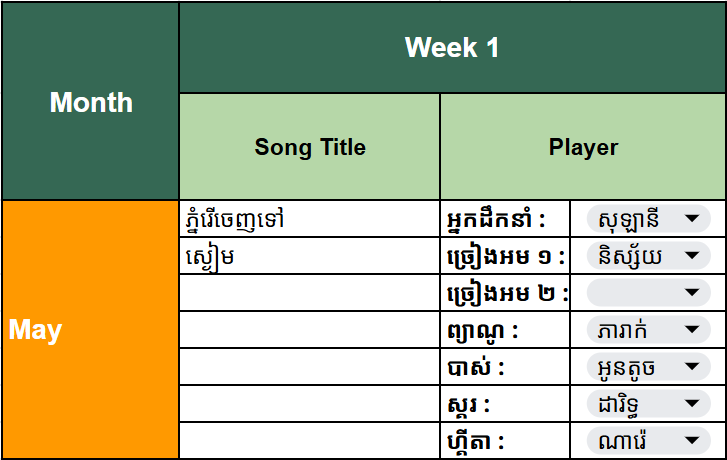 Month
Week 1
Song Title
Player
May
ភ្នំរើចេញទៅ
អ្នកដឹកនាំ :
សុឡានី
ស្ងៀម
ច្រៀងអម ១ :
និស្ស័យ
ច្រៀងអម ២ :
ព្យាណូ :
ភារាក់
បាស់ :
អូនតូច
ស្គរ :
ដារិទ្ធ
ហ្គីតា :
ណារ៉េ